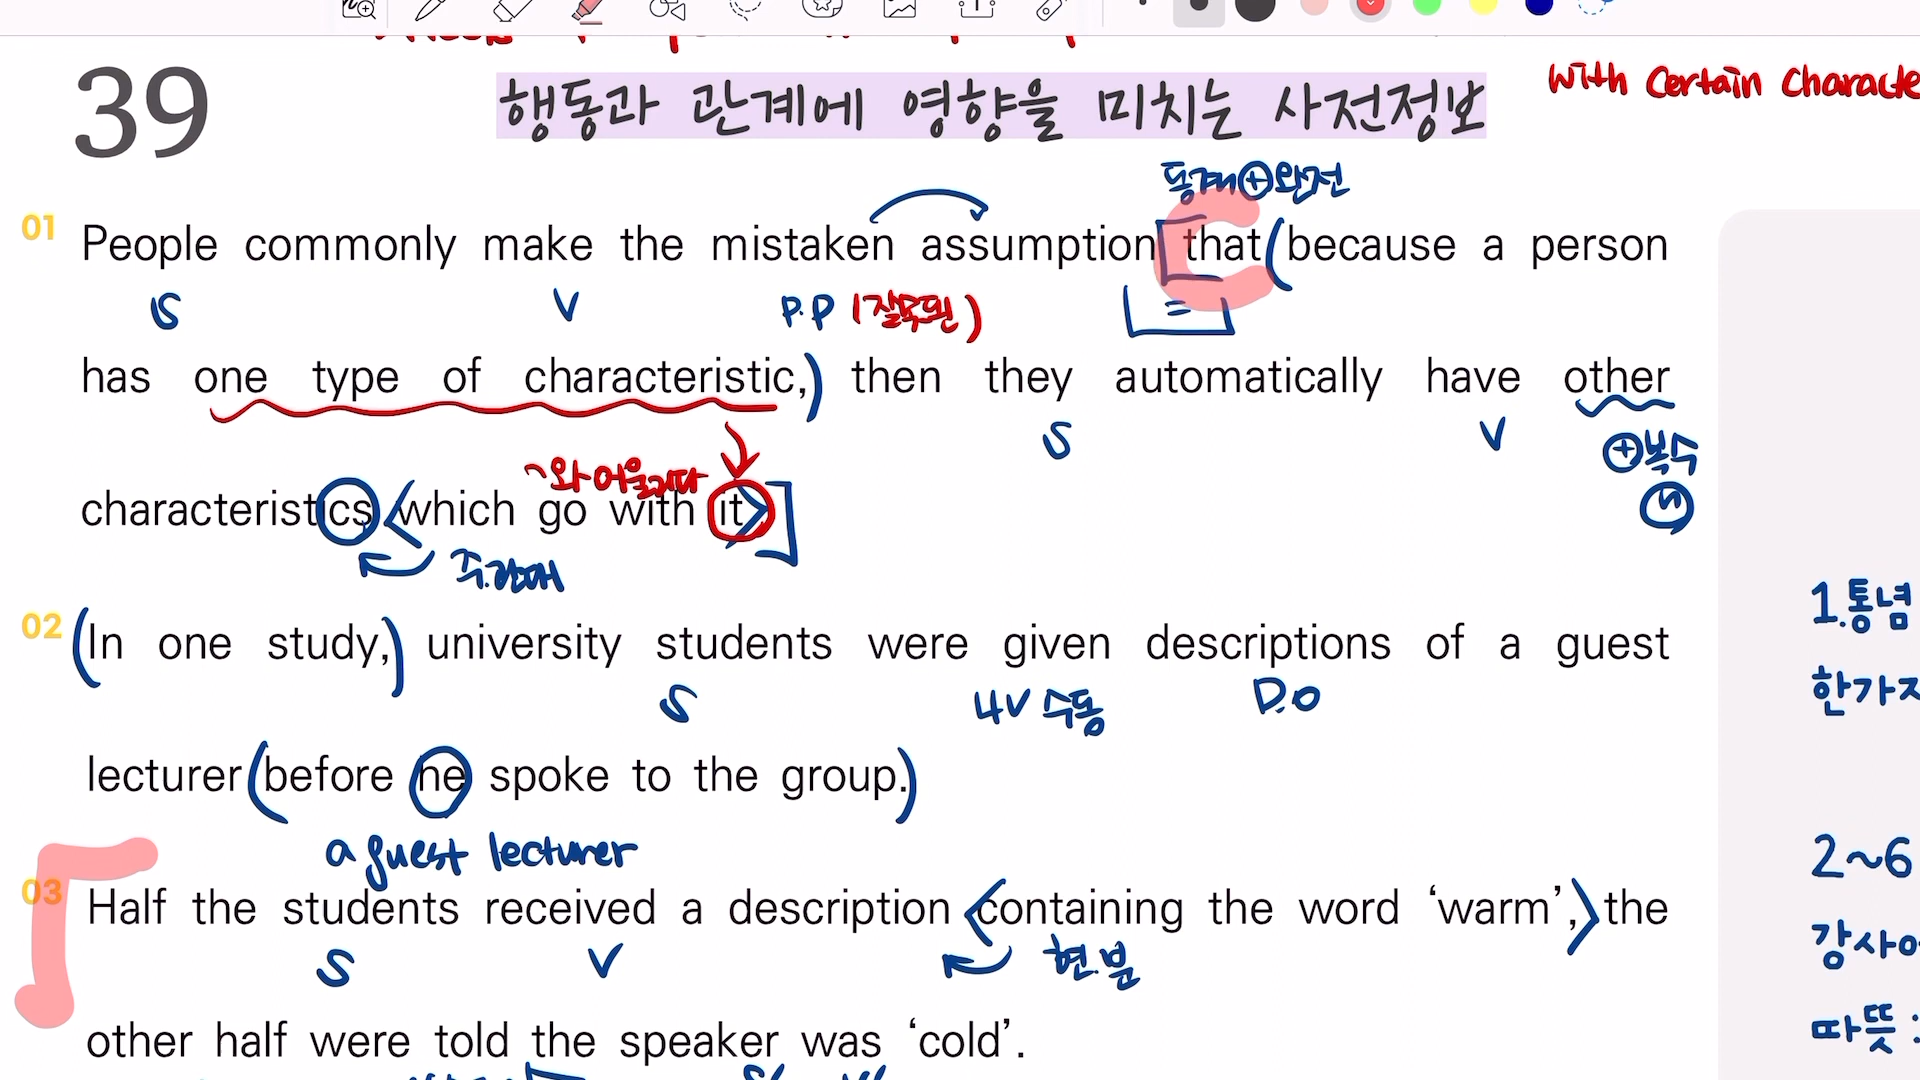 with certain characte
39
행동과 관계에 영향을 미치는 사전정보
동격⊕완전
01 People commonly make the mistaken assumption that because a person
S V P.P (잘못된) =
has one type of characteristic, then they automatically have other
S V ⊕복수
~와 어울리다
characteristics which go with it
주.관대
02 (In one study,) university students were given descriptions of a guest
S 4V 수동 D.O
lecturer (before he spoke to the group.)
a guest lecturer
03 Half the students received a description <containing the word ‘warm’,> the
S V 현.분
other half were told the speaker was ‘cold’.
1.통념
한가지
2~6
강사에
따뜻: